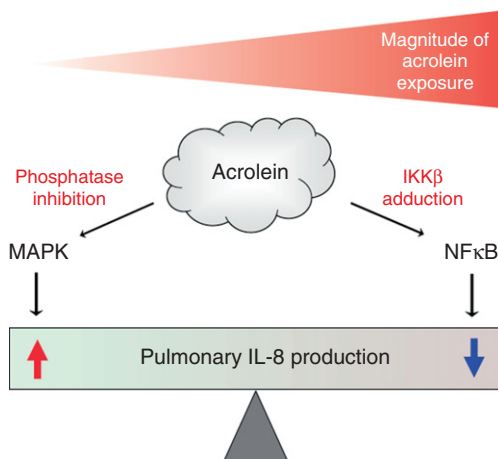 Magnitude of
acrolein
exposure
Phosphatase
inhibition
Acrolein
IKKβ
adduction
MAPK
NFκB
Pulmonary IL-8 production